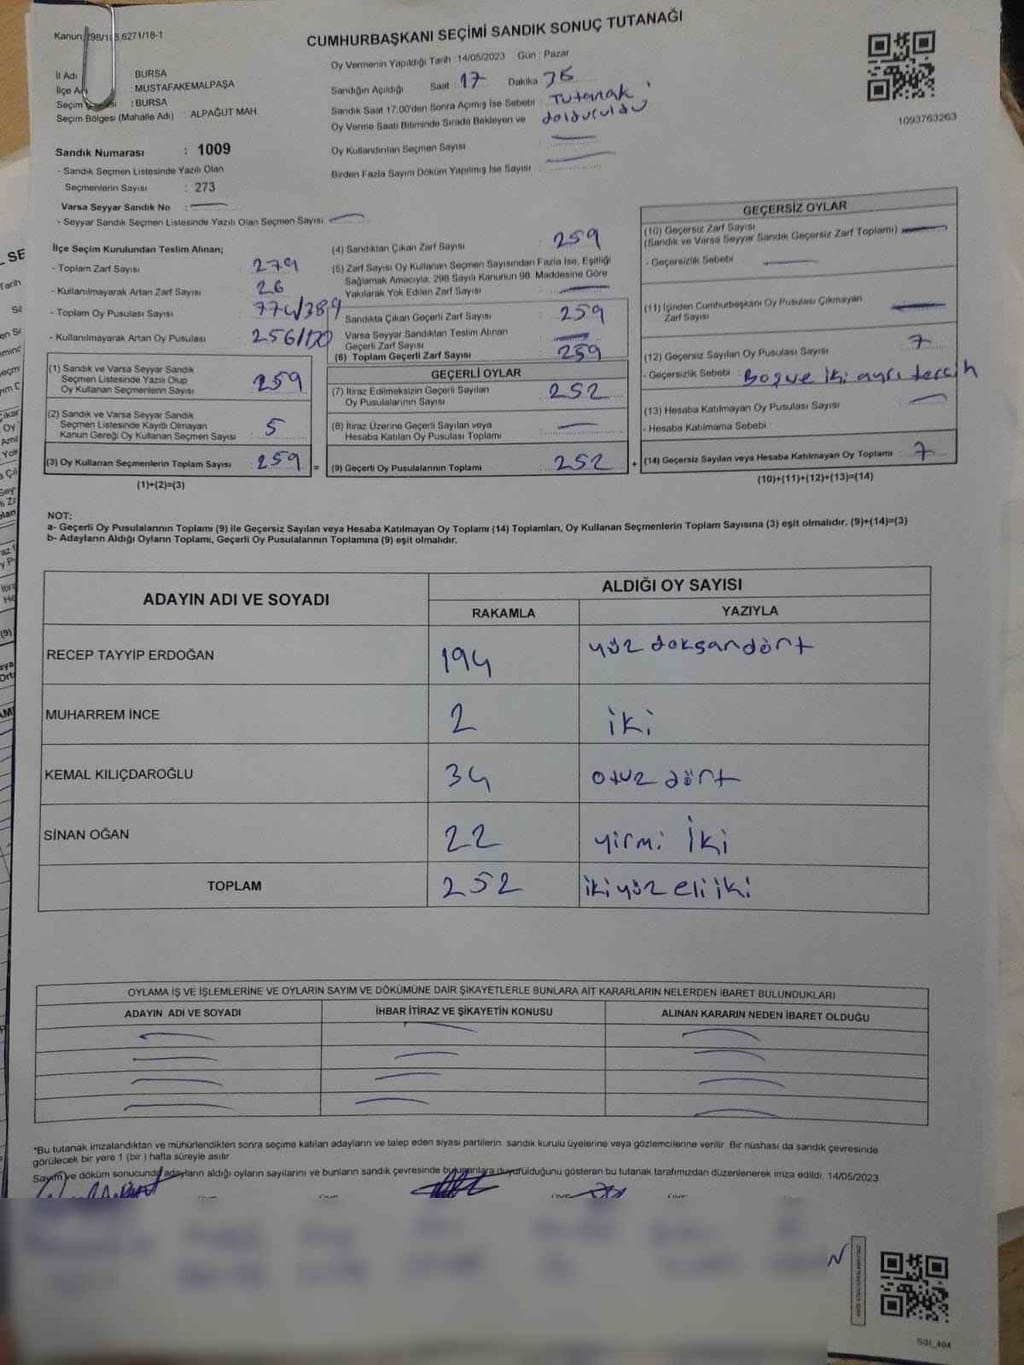 CUMHURBAŞKANI SEÇİMİ SANDIK SONUÇ TUTANAĞI
İl Adı BURSA
MUSTAFAKEMALPAŞA
: BURSA
Seçim Bölgesi (Mahalle Adı) : ALPAĞUT MAH.
Sandık Numarası : 1009
- Sandık Seçmen Listesinde Yazılı Olan
Seçmenlerin Sayısı : 273
Varsa Seyyar Sandık No :
- Seyyar Sandık Seçmen Listesinde Yazılı Olan Seçmen Sayısı
Oy Vermenin Yapıldığı Tarih : 14/05/2023 Gün : Pazar
Sandığın Açıldığı Saat 17 Dakika 35
Sandık Saat 17:00'den Sonra Açımış İse Sebebi Tutanak
Oy Verme Saati Bitiminde Sırada Bekleyen ve dolduruldu
Oy Kullandırılan Seçmen Sayısı
Birden Fazla Sayım Döküm Yapılmış İse Sayısı
1093763263
İlçe Seçim Kurulundan Teslim Alınan;
- Toplam Zarf Sayısı 279
- Kullanılmayarak Artan Zarf Sayısı 26
- Toplam Oy Pusulası Sayısı
- Kullanılmayarak Artan Oy Pusulası
(1) Sandık ve Varsa Seyyar Sandık
Seçmen Listesinde Yazılı Olup
Oy Kullanan Seçmenlerin Sayısı 259
(2) Sandık ve Varsa Seyyar Sandık
Seçmen Listesinde Kayıtlı Olmayan
Kanun Gereği Oy Kullanan Seçmen Sayısı 5
(3) Oy Kullanan Seçmenlerin Toplam Sayısı 259 =
(1)+(2)=(3)
(4) Sandıktan Çıkan Zarf Sayısı 259
(5) Zarf Sayısı Oy Kullanan Seçmen Sayısından Fazla İse, Eşitliği
Sağlamak Amacıyla; 298 Sayılı Kanunun 98. Maddesine Göre
Yakılarak Yok Edilen Zarf Sayısı
Sandıkta Çıkan Geçerli Zarf Sayısı 259
Varsa Seyyar Sandıktan Teslim Alınan
Geçerli Zarf Sayısı
(6) Toplam Geçerli Zarf Sayısı 259
GEÇERLİ OYLAR
(7) İtiraz Edilmeksizin Geçerli Sayılan
Oy Pusulalarının Sayısı 252
(8) İtiraz Üzerine Geçerli Sayılan veya
Hesaba Katılan Oy Pusulası Toplamı
(9) Geçerli Oy Pusulalarının Toplamı 252 +
GEÇERSİZ OYLAR
(10) Geçersiz Zarf Sayısı
(Sandık ve Varsa Seyyar Sandık Geçersiz Zarf Toplamı)
- Geçersizlik Sebebi
(11) İçinden Cumhurbaşkanı Oy Pusulası Çıkmayan
Zarf Sayısı
(12) Geçersiz Sayılan Oy Pusulası Sayısı 7
- Geçersizlik Sebebi : Boş ve iki ayrı tercih
(13) Hesaba Katılmayan Oy Pusulası Sayısı
- Hesaba Katılmama Sebebi
(14) Geçersiz Sayılan veya Hesaba Katılmayan Oy Toplamı : 7
(10)+(11)+(12)+(13)=(14)
NOT:
a- Geçerli Oy Pusulalarının Toplamı (9) ile Geçersiz Sayılan veya Hesaba Katılmayan Oy Toplamı (14) Toplamları, Oy Kullanan Seçmenlerin Toplam Sayısına (3) eşit olmalıdır. (9)+(14)=(3)
b- Adayların Aldığı Oyların Toplamı, Geçerli Oy Pusulalarının Toplamına (9) eşit olmalıdır.
ADAYIN ADI VE SOYADI ALDIĞI OY SAYISI
RAKAMLA YAZIYLA
RECEP TAYYİP ERDOĞAN 194 yüz doksandört
MUHARREM İNCE 2 iki
KEMAL KILIÇDAROĞLU 34 otuz dört
SİNAN OĞAN 22 yirmi iki
TOPLAM 252 ikiyüz eliiki
OYLAMA İŞ VE İŞLEMLERİNE VE OYLARIN SAYIM VE DÖKÜMÜNE DAİR ŞİKAYETLERLE BUNLARA AİT KARARLARIN NELERDEN İBARET BULUNDUKLARI
ADAYIN ADI VE SOYADI İHBAR İTİRAZ VE ŞİKAYETİN KONUSU ALINAN KARARIN NEDEN İBARET OLDUĞU
*Bu tutanak imzalandıktan ve mühürlendikten sonra seçime katılan adayların ve talep eden siyasi partilerin sandık kurulu üyelerine veya gözlemcilerine verilir. Bir nüshası da sandık çevresinde
görülecek bir yere 1 (bir) hafta süreyle asılır.
Sayım ve döküm sonucunda adayların aldığı oyların sayılarını ve bunların sandık çevresinde bulunanlara duyurulduğunu gösteren bu tutanak tarafımızdan düzenlenerek imza edildi. 14/05/2023